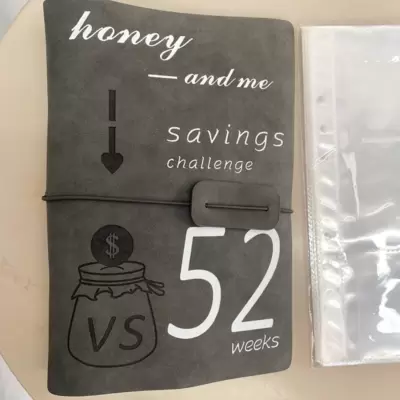 honey
— and me
savings
challenge
$
VS
52
weeks